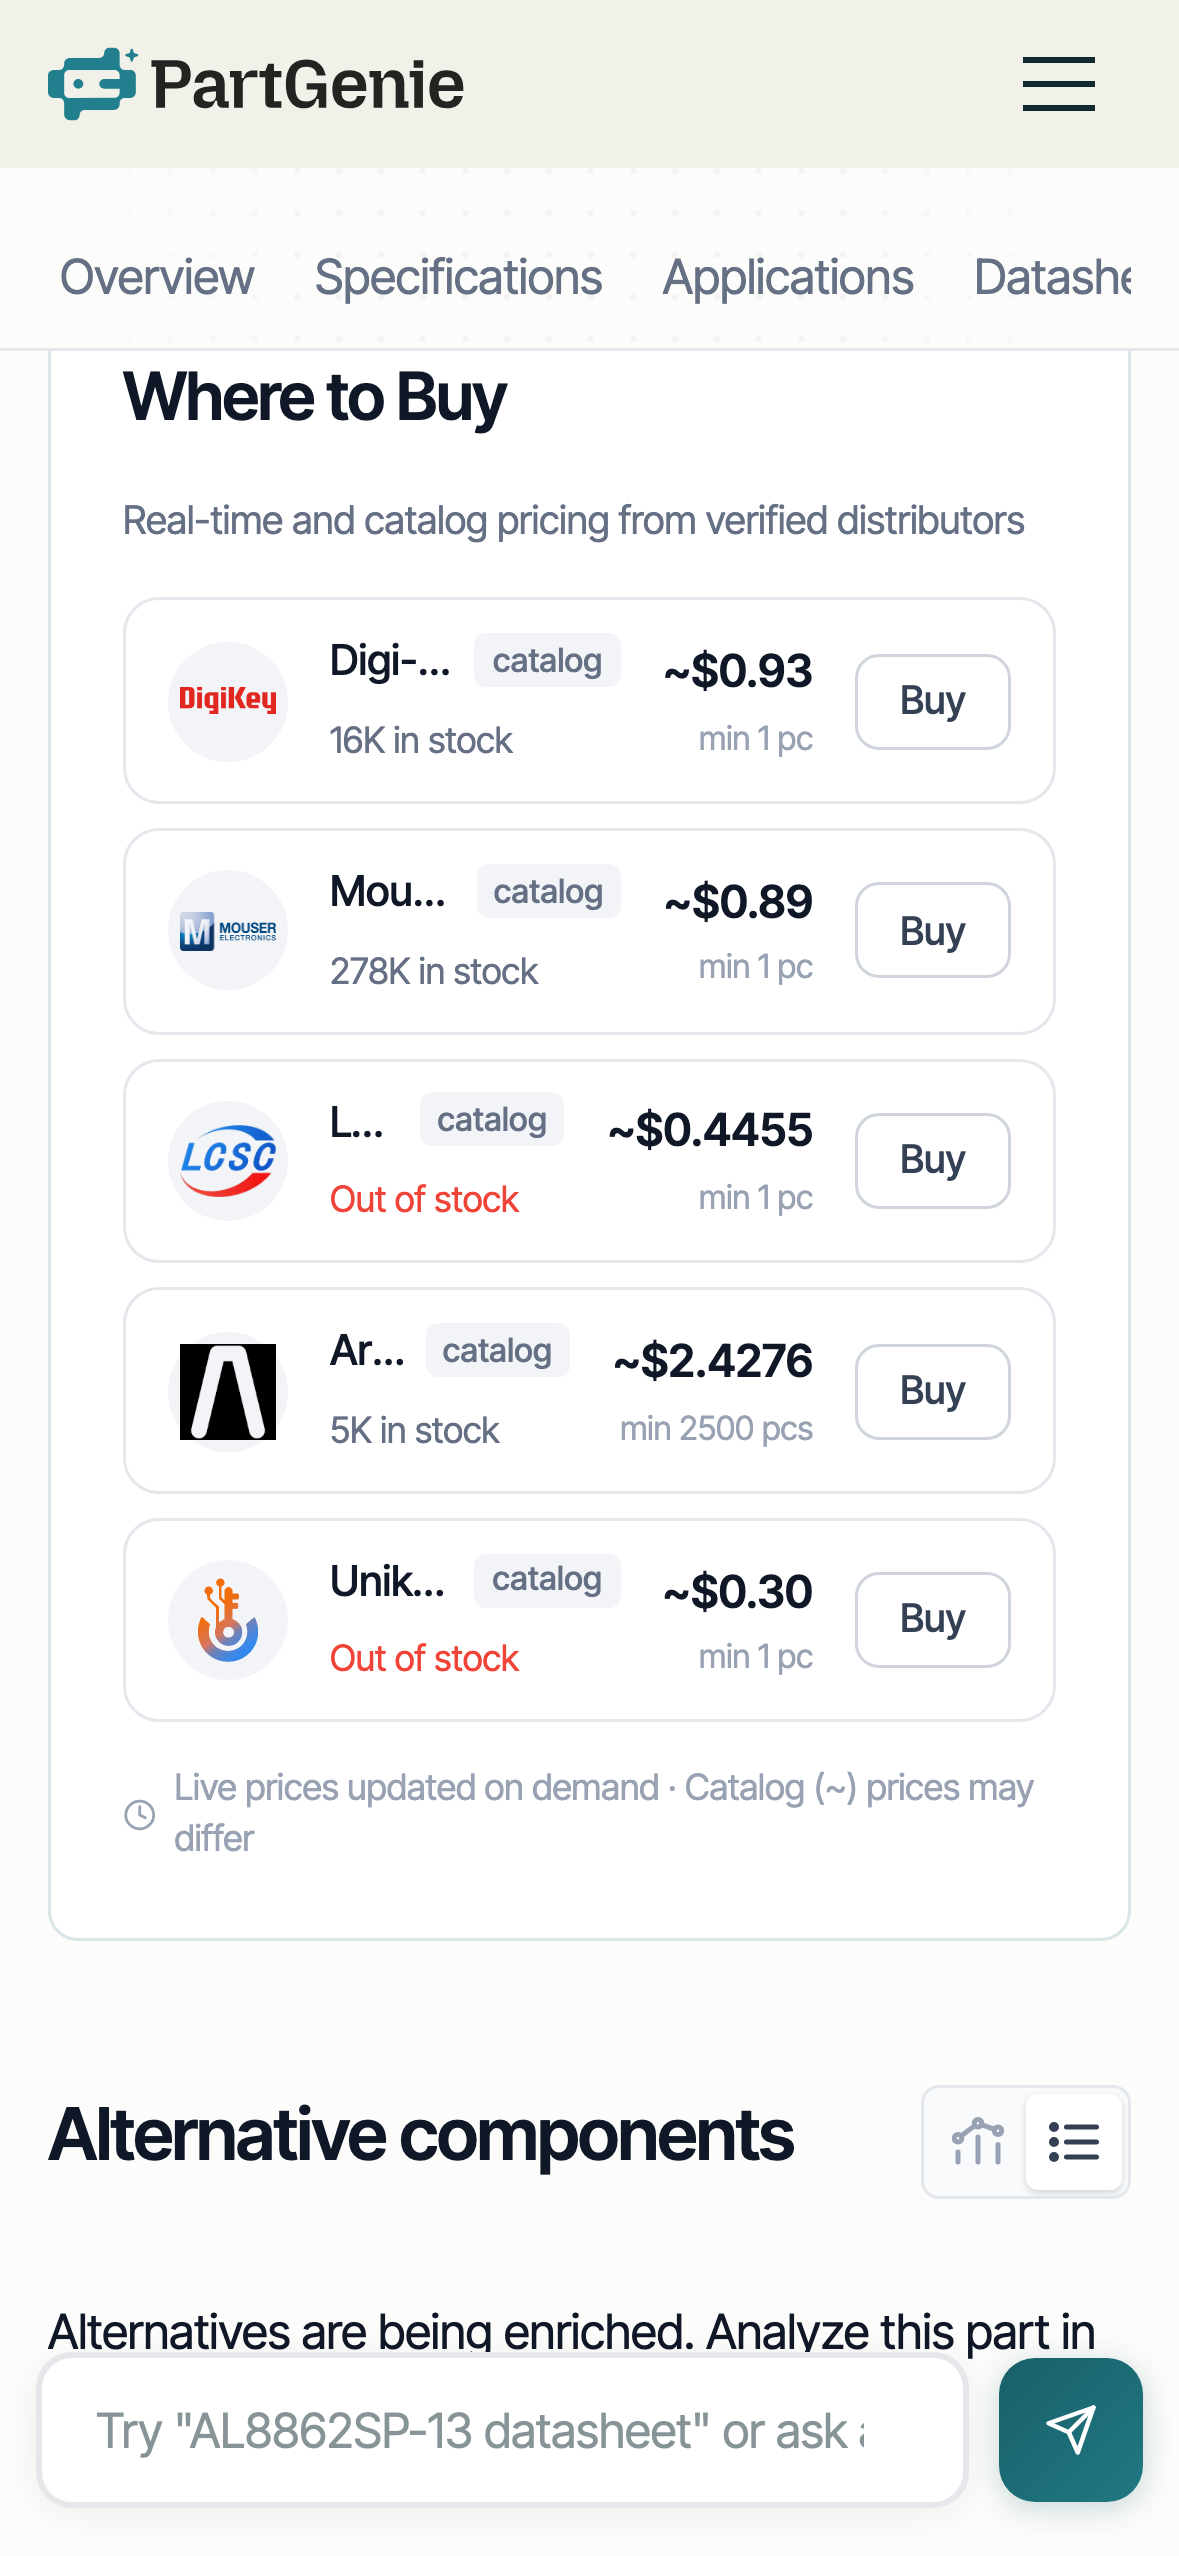 PartGenie
Overview Specifications Applications Datashe
Where to Buy
Real-time and catalog pricing from verified distributors
DigiKey
Digi-... catalog ~$0.93 Buy
16K in stock min 1 pc
M MOUSER ELECTRONICS
Mou... catalog ~$0.89 Buy
278K in stock min 1 pc
LCSC
L... catalog ~$0.4455 Buy
Out of stock min 1 pc
Ar... catalog ~$2.4276 Buy
5K in stock min 2500 pcs
Unik... catalog ~$0.30 Buy
Out of stock min 1 pc
Live prices updated on demand · Catalog (~) prices may
differ
Alternative components
Alternatives are being enriched. Analyze this part in
Try "AL8862SP-13 datasheet" or ask